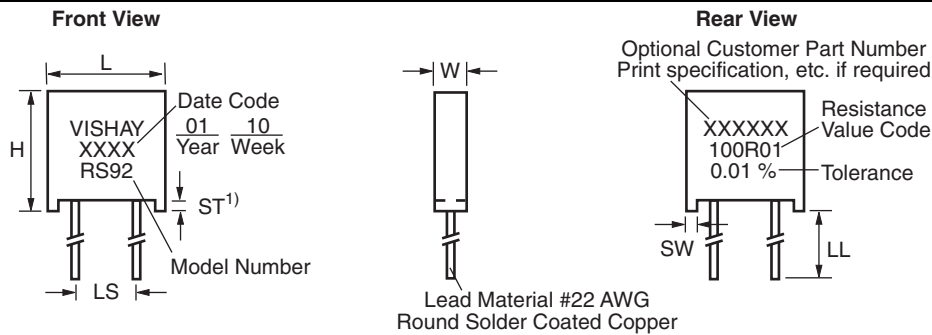 Front View
L
H
VISHAY
XXXX
RS92
Date Code
01 10
Year Week
ST1)
Model Number
LS
W
Lead Material #22 AWG
Round Solder Coated Copper
Rear View
Optional Customer Part Number
Print specification, etc. if required
XXXXXX
100R01
0.01 %
Resistance
Value Code
Tolerance
SW
LL